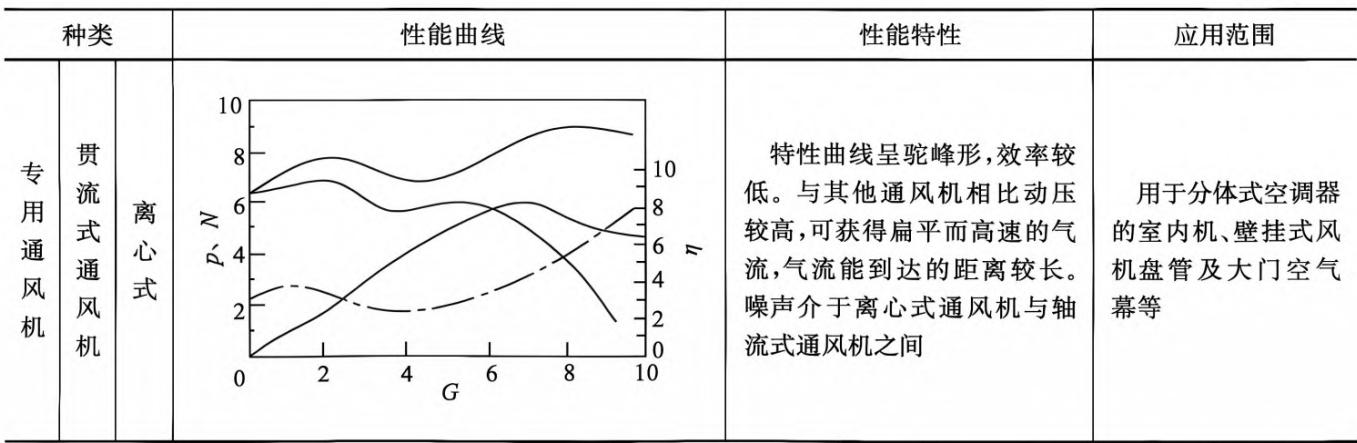 种类 性能曲线 性能特性 应用范围
专用通风机
贯流式通风机
离心式
10
8
6
4
2
0
p、N
0 2 4 6 8 10
G
10
8
6
4
2
0
η
特性曲线呈驼峰形，效率较
低。与其他通风机相比动压
较高，可获得扁平而高速的气
流，气流能到达的距离较长。
噪声介于离心式通风机与轴
流式通风机之间
用于分体式空调器
的室内机、壁挂式风
机盘管及大门空气
幕等